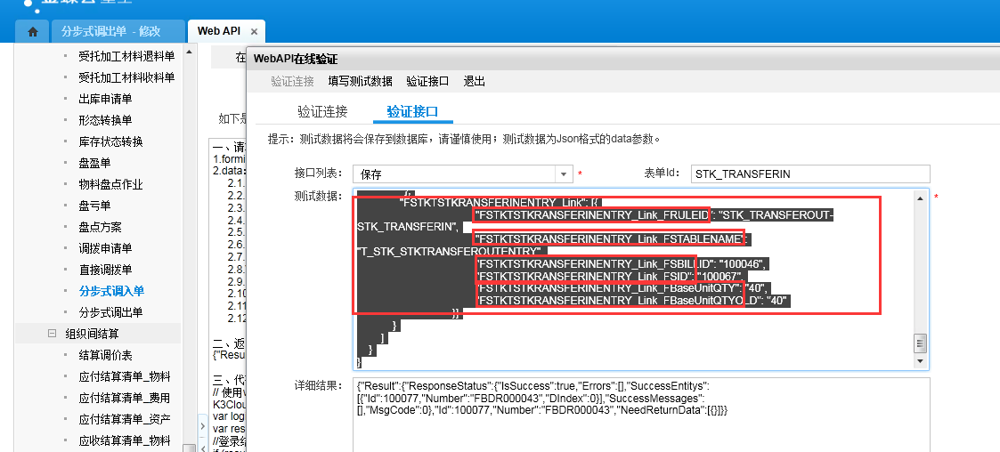 分步式调出单 - 修改
Web API ×
受托加工材料退料单
受托加工材料收料单
出库申请单
形态转换单
库存状态转换
盘盈单
物料盘点作业
盘亏单
盘点方案
调拨申请单
直接调拨单
分步式调入单
分步式调出单
组织间结算
结算调价表
应付结算清单_物料
应付结算清单_费用
应付结算清单_资产
应收结算清单_物料
在
如下是
一、请
1.formi
2.data:
2.1.
2.2.
2.3.
2.4.
2.5.
2.6.
2.7.
2.8.
2.9.
2.10
2.11
2.12
二、返
{"Resu
三、代
// 使用v
K3Clou
var log
var res
//登录结
WebAPI在线验证
验证连接 填写测试数据 验证接口 退出
验证连接 验证接口
提示：测试数据将会保存到数据库，请谨慎使用；测试数据为Json格式的data参数。
接口列表: 保存 * 表单Id: STK_TRANSFERIN
测试数据: *
"FSTKTSTKRANSFERINENTRY_Link": [{
"FSTKTSTKRANSFERINENTRY_Link_FRULEID": "STK_TRANSFEROUT-
STK_TRANSFERIN",
"FSTKTSTKRANSFERINENTRY_Link_FSTABLENAME":
"T_STK_STKTRANSFEROUTENTRY",
"FSTKTSTKRANSFERINENTRY_Link_FSBILLID": "100046",
"FSTKTSTKRANSFERINENTRY_Link_FSID": "100067",
"FSTKTSTKRANSFERINENTRY_Link_FBaseUnitQTY": "40",
"FSTKTSTKRANSFERINENTRY_Link_FBaseUnitQTYOLD": "40"
}]
}
]
}
}
详细结果: {"Result":{"ResponseStatus":{"IsSuccess":true,"Errors":[],"SuccessEntitys":
[{"Id":100077,"Number":"FBDR000043","DIndex":0}],"SuccessMessages":
[],"MsgCode":0},"Id":100077,"Number":"FBDR000043","NeedReturnData":[{}]}}